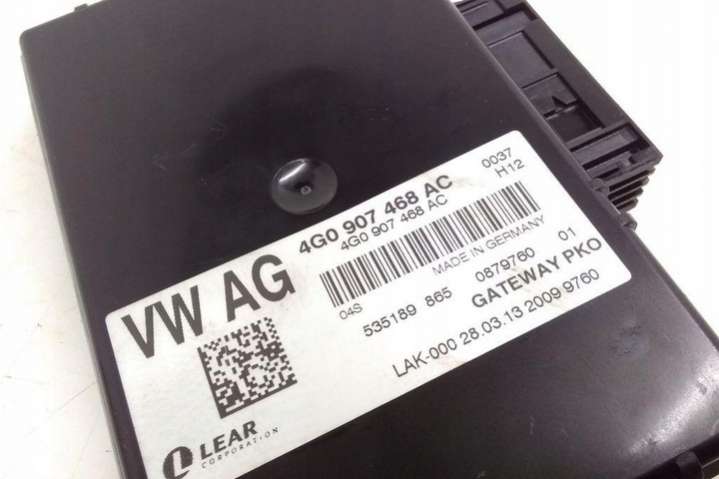 VW AG
4G0 907 468 AC
4G0 907 468 AC
0037
H12
04S
MADE IN GERMANY
535189 865
0879760
01
GATEWAY PKO
LAK-000 28.03.13 2009 9760
LEAR
CORPORATION